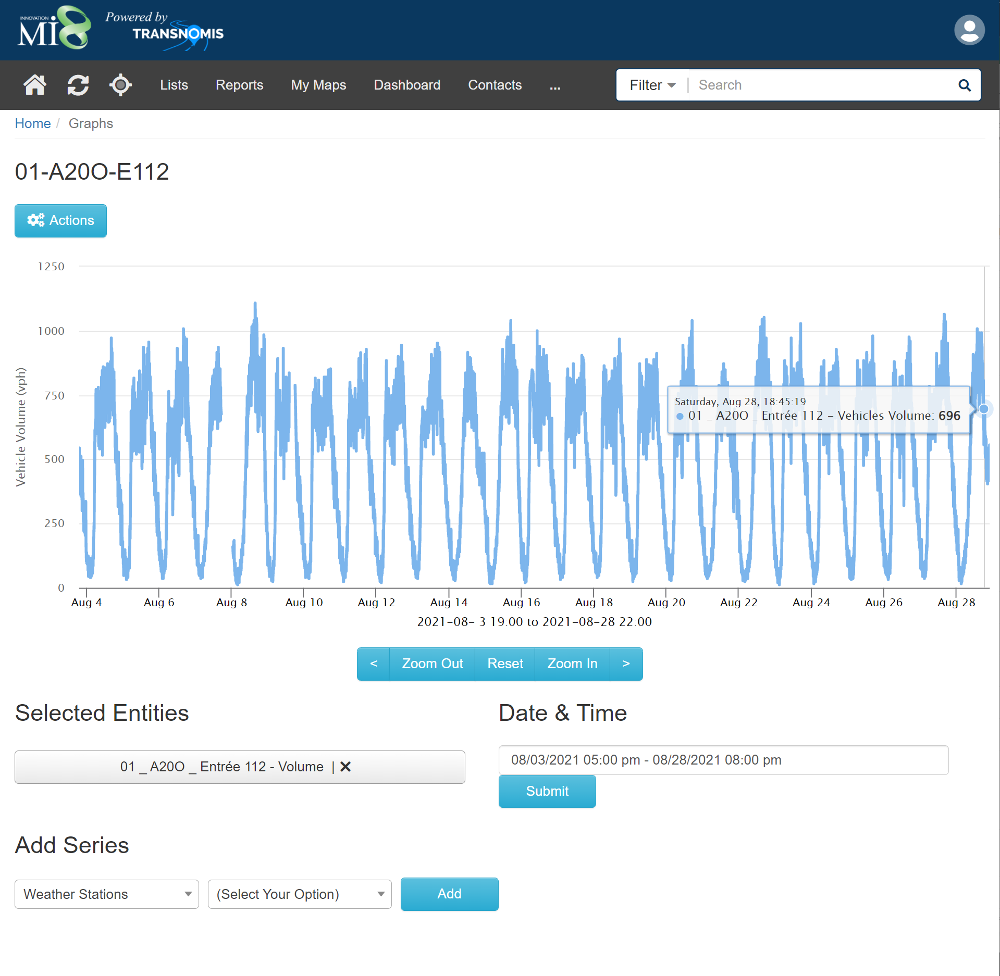 INNOVATION
Mi8
Powered by
TRANSNOMIS
Lists Reports My Maps Dashboard Contacts ... Filter Search
Home / Graphs
01-A20O-E112
Actions
1250
1000
750
500
250
0
Vehicle Volume (vph)
Saturday, Aug 28, 18:45:19
01 _ A20O _ Entrée 112 – Vehicles Volume: 696
Aug 4 Aug 6 Aug 8 Aug 10 Aug 12 Aug 14 Aug 16 Aug 18 Aug 20 Aug 22 Aug 24 Aug 26 Aug 28
2021–08– 3 19:00 to 2021–08–28 22:00
< Zoom Out Reset Zoom In >
Selected Entities
01 _ A20O _ Entrée 112 - Volume | ✕
Date & Time
08/03/2021 05:00 pm - 08/28/2021 08:00 pm
Submit
Add Series
Weather Stations (Select Your Option) Add